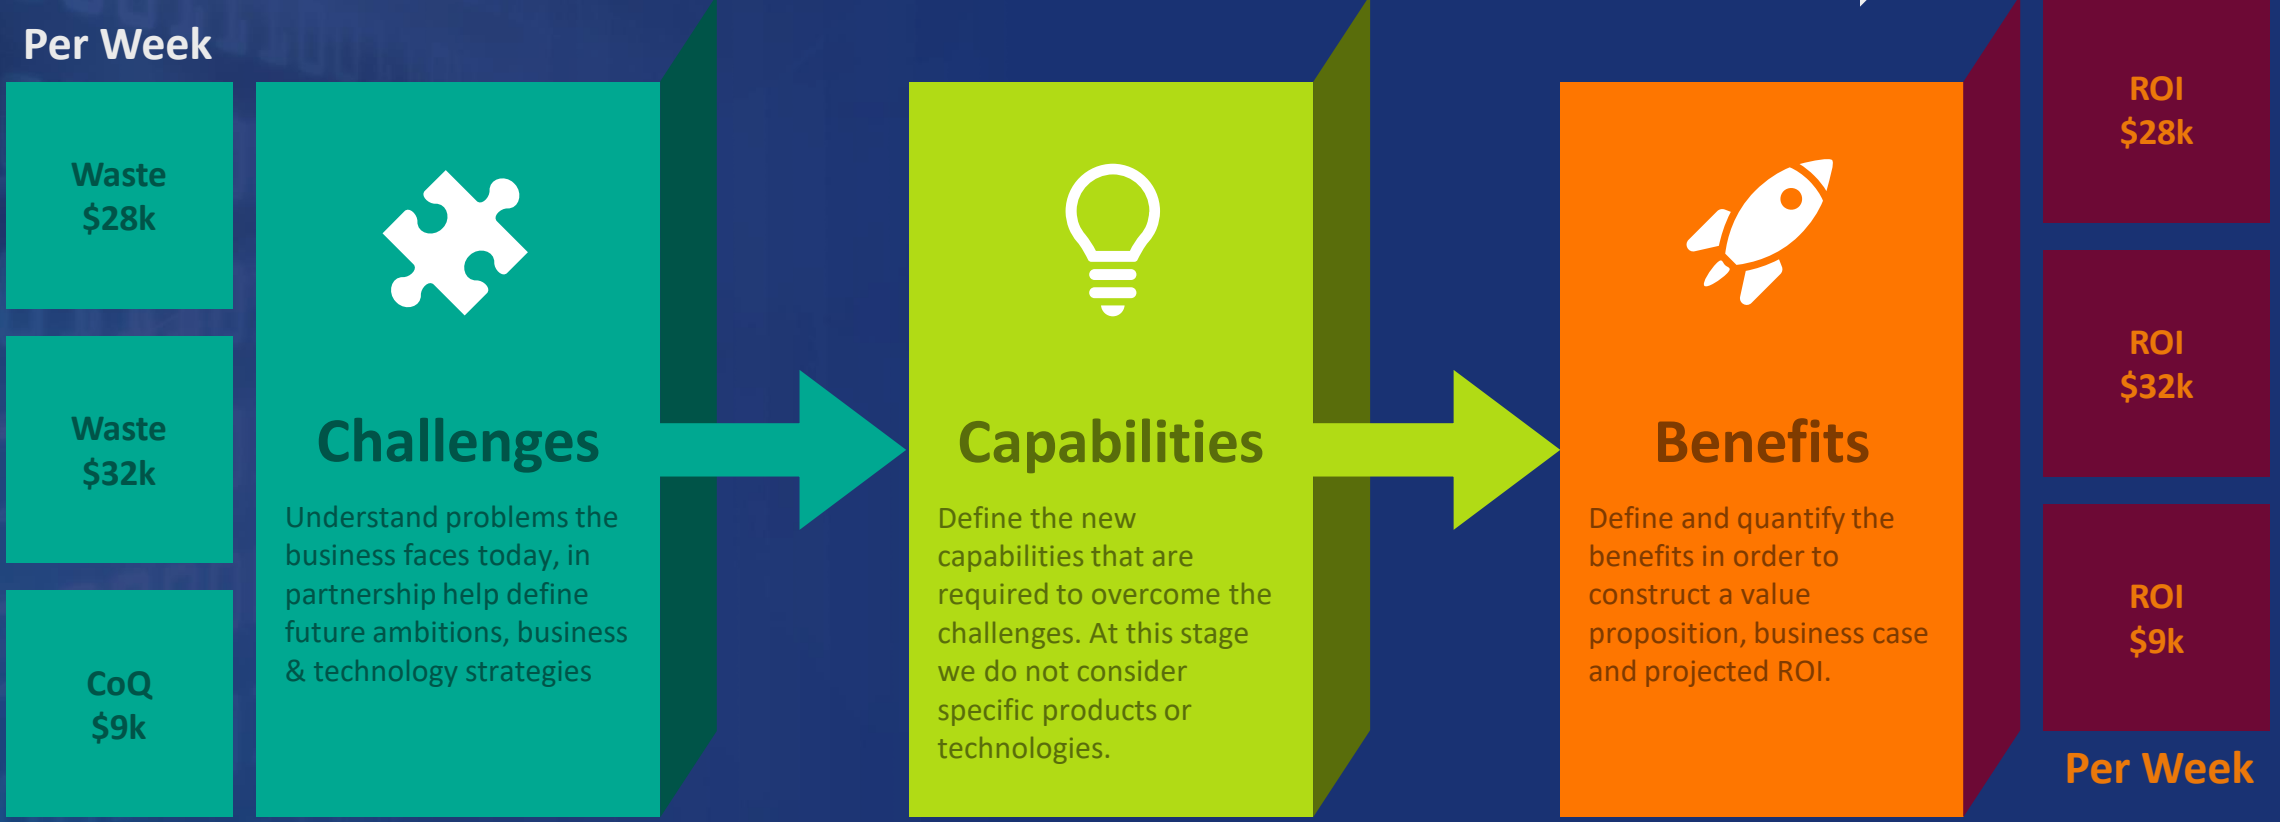 Per Week
Waste
$28k
Waste
$32k
CoQ
$9k
Challenges
Understand problems the
business faces today, in
partnership help define
future ambitions, business
& technology strategies
Capabilities
Define the new
capabilities that are
required to overcome the
challenges. At this stage
we do not consider
specific products or
technologies.
Benefits
Define and quantify the
benefits in order to
construct a value
proposition, business case
and projected ROI.
ROI
$28k
ROI
$32k
ROI
$9k
Per Week